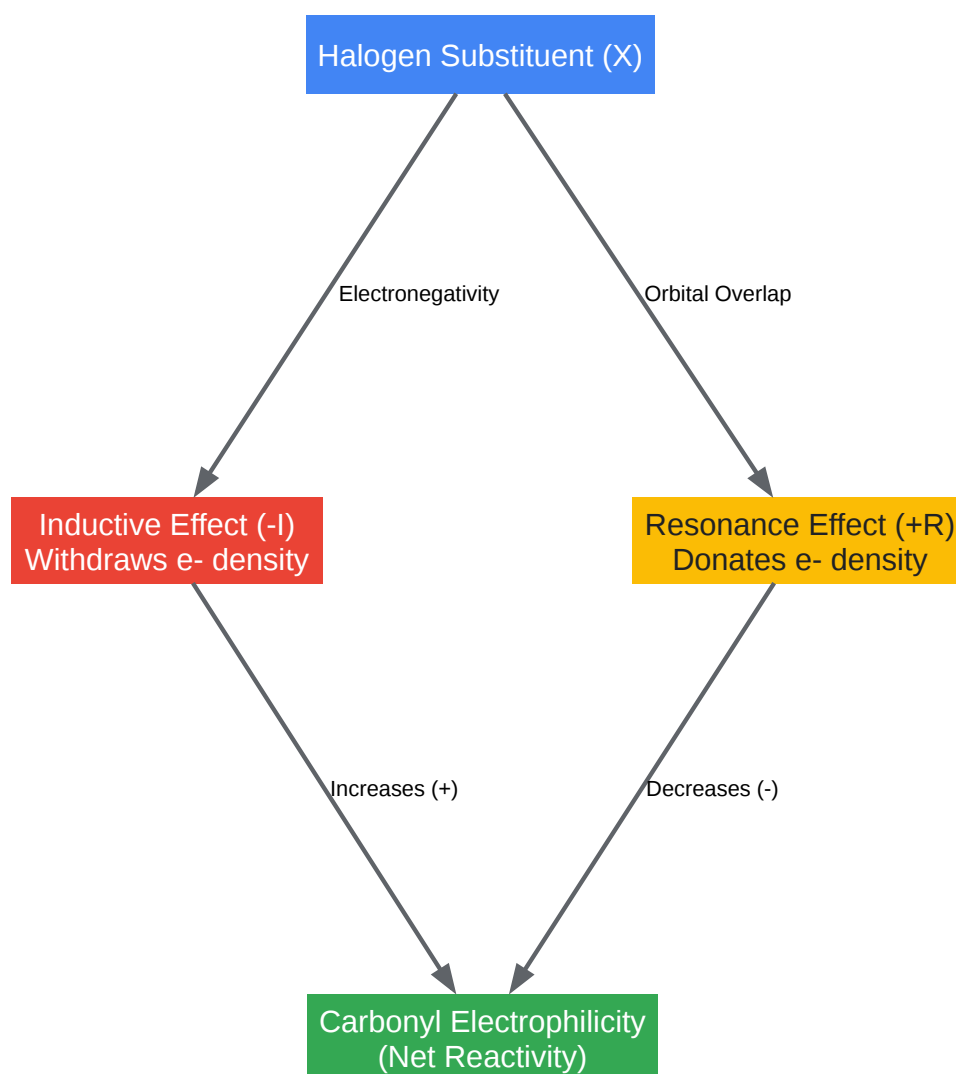 Halogen Substituent (X)
Electronegativity
Orbital Overlap
Inductive Effect (-I)
Withdraws e- density
Resonance Effect (+R)
Donates e- density
Increases (+)
Decreases (-)
Carbonyl Electrophilicity
(Net Reactivity)